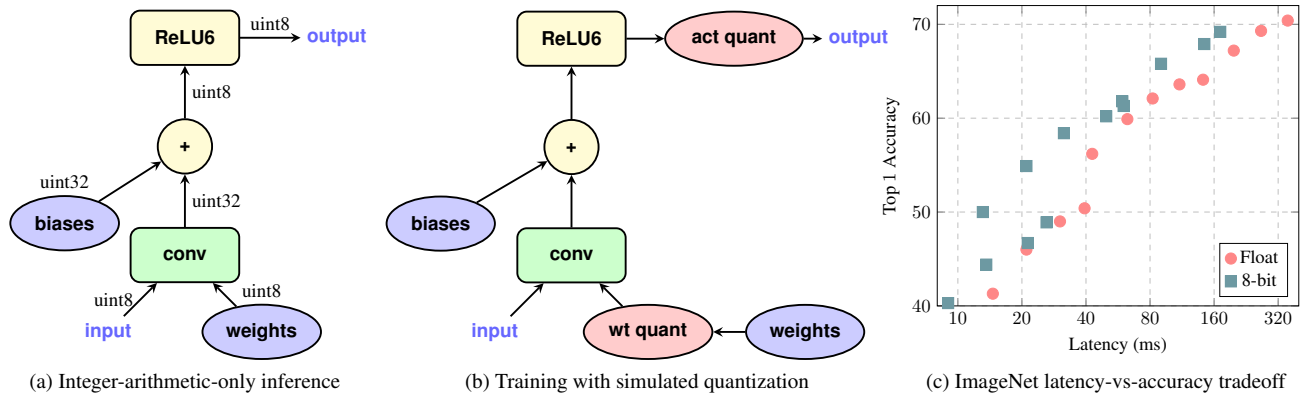 ReLU6
uint8
output
uint8
+
uint32
biases
uint32
conv
uint8
uint8
input
weights
(a) Integer-arithmetic-only inference
ReLU6
act quant
output
+
biases
conv
input
wt quant
weights
(b) Training with simulated quantization
70
60
50
40
Top 1 Accuracy
Float
8-bit
10 20 40 80 160 320
Latency (ms)
(c) ImageNet latency-vs-accuracy tradeoff